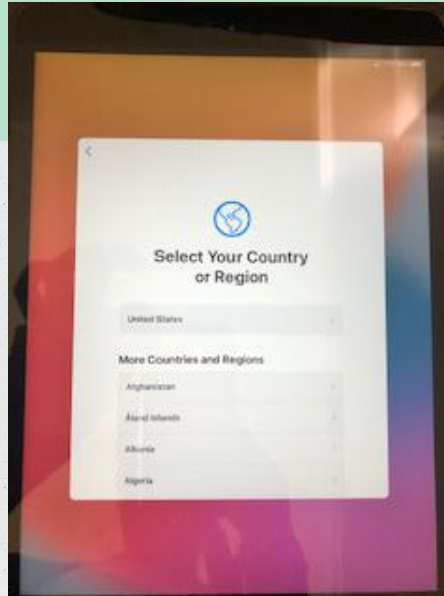 Select Your Country
or Region
United States
More Countries and Regions
Afghanistan
Åland Islands
Albania
Algeria